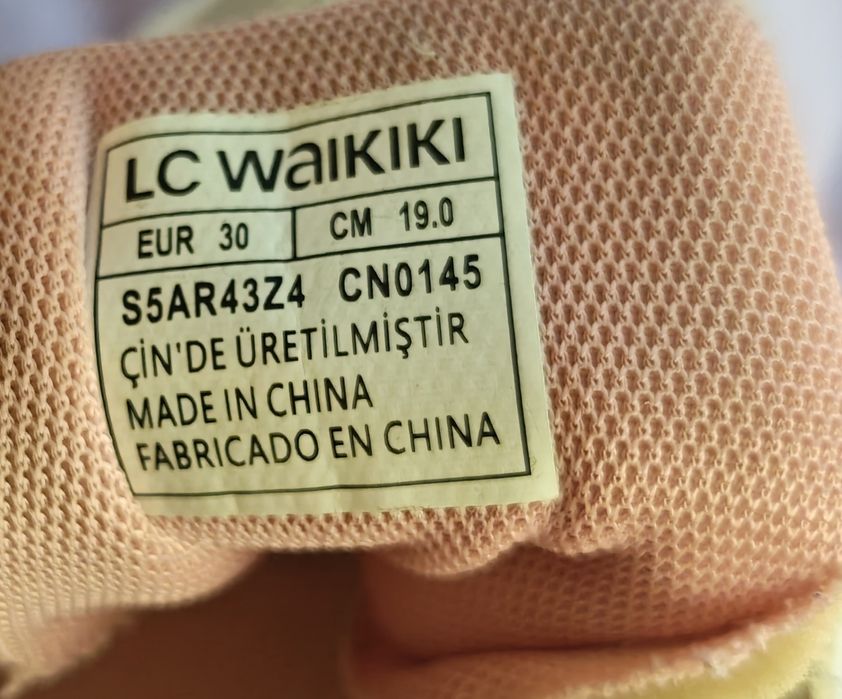 LC WAIKIKI
EUR 30 CM 19.0
S5AR43Z4 CN0145
ÇİN'DE ÜRETİLMİŞTİR
MADE IN CHINA
FABRICADO EN CHINA